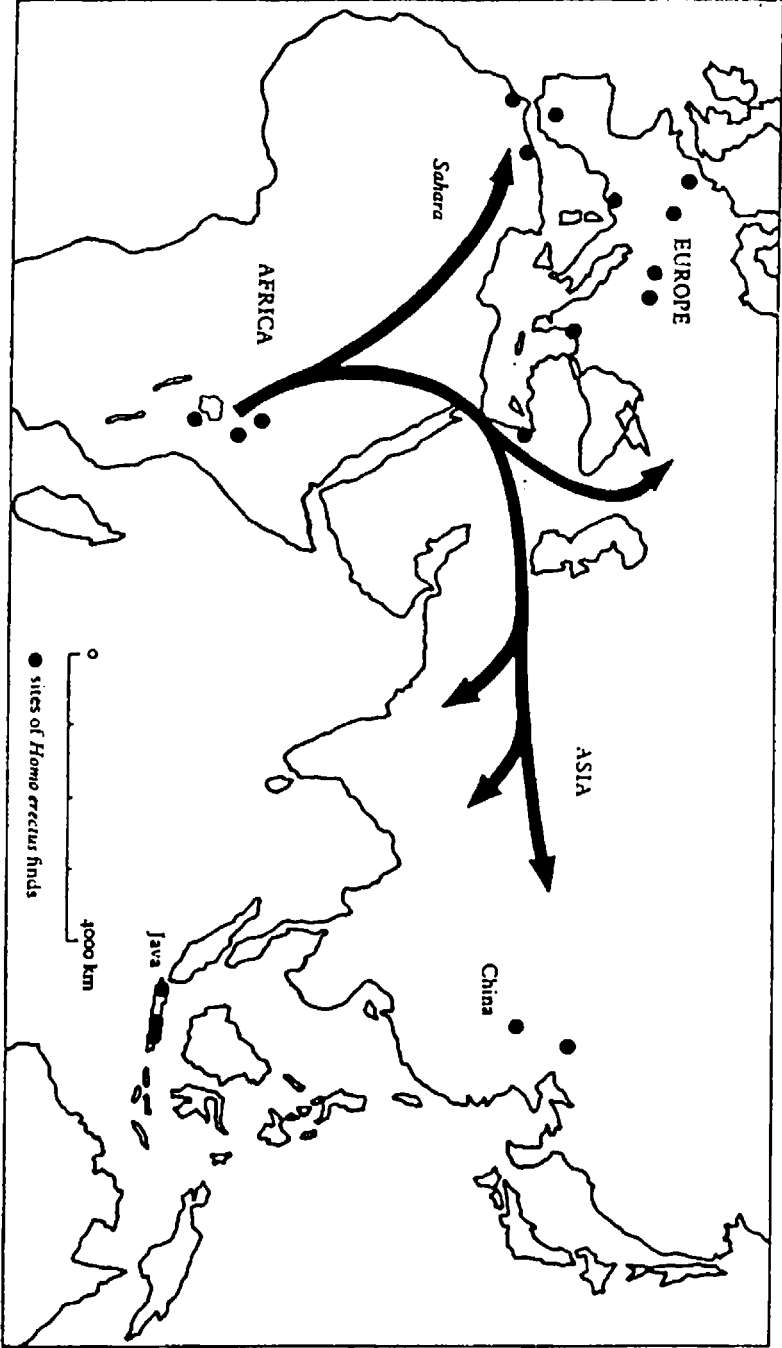 EUROPE
Sahara
AFRICA
ASIA
China
Java
0 4000 km
● sites of Homo erectus finds